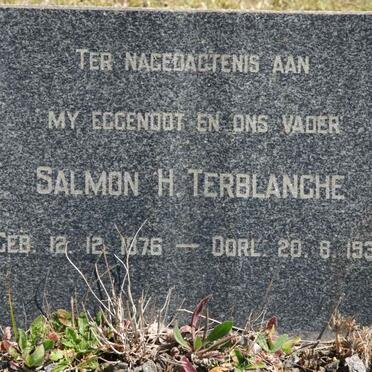 TER NAGEDAGTENIS AAN
MY EGGENOOT EN ONS VADER
SALMON H. TERBLANCHE
GEB. 12. 12. 1876 — OORL. 20. 8. 193